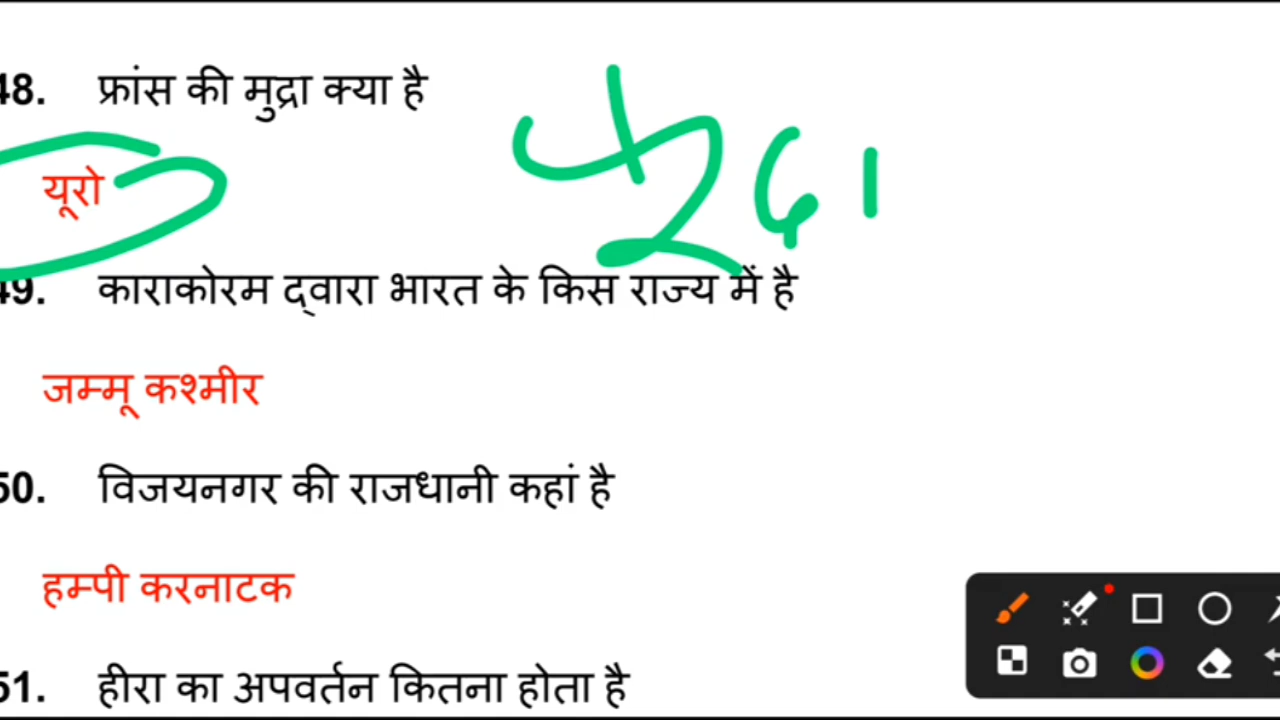 48. फ्रांस की मुद्रा क्या है
यूरो
49. काराकोरम द्वारा भारत के किस राज्य में है
जम्मू कश्मीर
50. विजयनगर की राजधानी कहां है
हम्पी करनाटक
51. हीरा का अपवर्तन कितना होता है